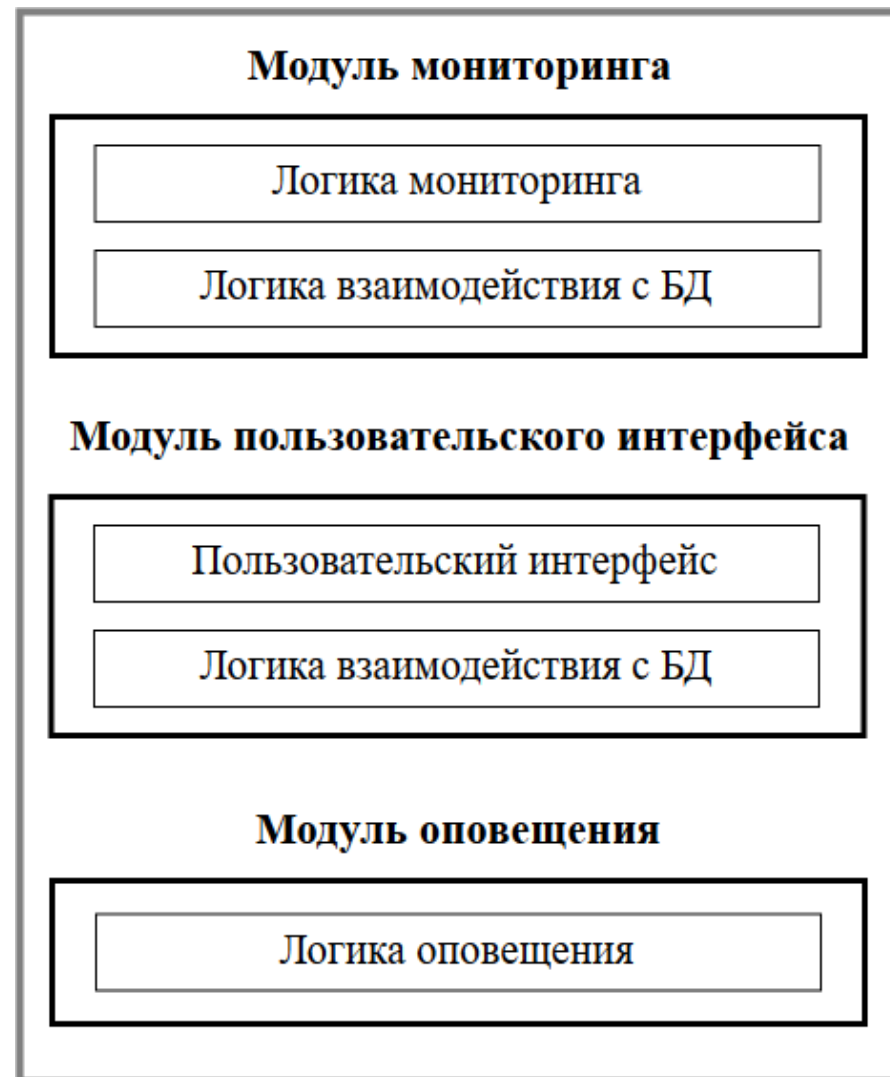 Модуль мониторинга
Логика мониторинга
Логика взаимодействия с БД
Модуль пользовательского интерфейса
Пользовательский интерфейс
Логика взаимодействия с БД
Модуль оповещения
Логика оповещения